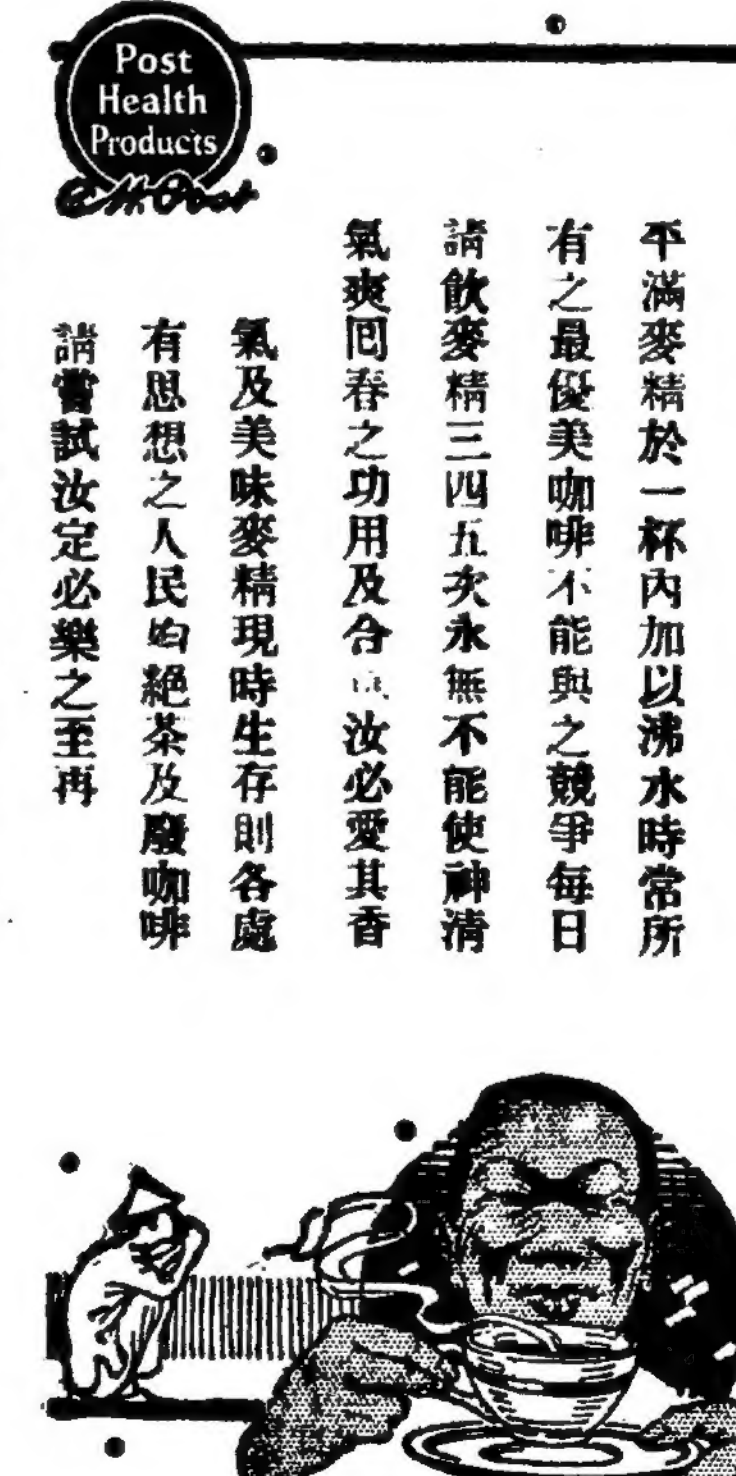 Post
Health
Products
C.W. Post
平滿麥精於一杯內加以沸水時常所
有之最優美咖啡不能與之競爭每日
請飲麥精三四五次永無不能使神清
氣爽囘春之功用及合汝必愛其香
氣及美味麥精現時生存則各處
有思想之人民均絕茶及廢咖啡
請嘗試汝定必樂之至再